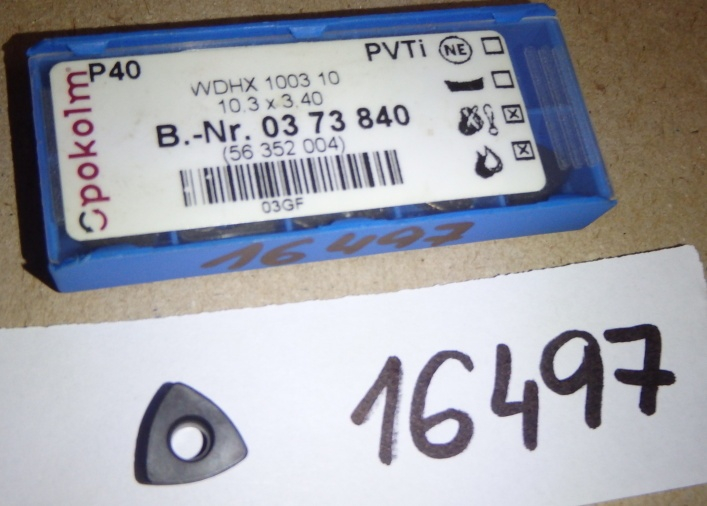 pokolm
P40
PVTi
NE
WDHX 1003 10
10.3 x 3.40
B.-Nr. 03 73 840
(56 352 004)
03GF
16497
16497